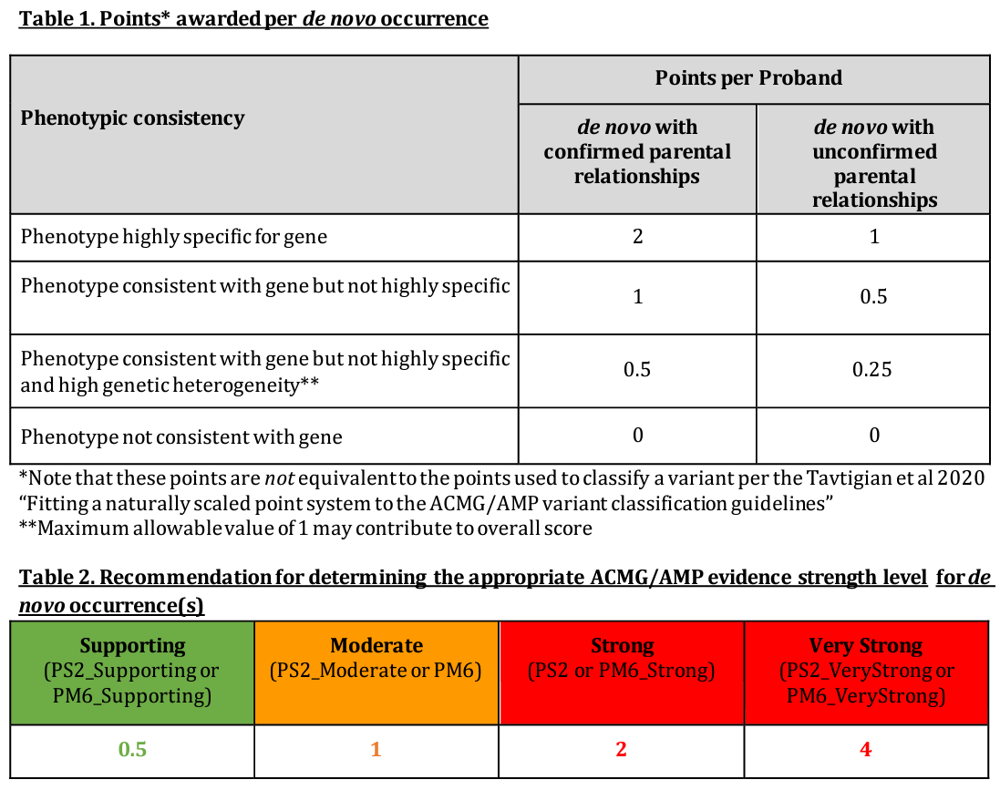 Table 1. Points* awarded per de novo occurrence
Points per Proband
Phenotypic consistency
de novo with
confirmed parental
relationships
de novo with
unconfirmed
parental
relationships
Phenotype highly specific for gene
2
1
Phenotype consistent with gene but not highly specific
1
0.5
Phenotype consistent with gene but not highly specific
and high genetic heterogeneity**
0.5
0.25
Phenotype not consistent with gene
0
0
*Note that these points are not equivalent to the points used to classify a variant per the Tavtigian et al 2020
“Fitting a naturally scaled point system to the ACMG/AMP variant classification guidelines”
**Maximum allowable value of 1 may contribute to overall score
Table 2. Recommendation for determining the appropriate ACMG/AMP evidence strength level for de
novo occurrence(s)
Supporting
(PS2_Supporting or
PM6_Supporting)
Moderate
(PS2_Moderate or PM6)
Strong
(PS2 or PM6_Strong)
Very Strong
(PS2_VeryStrong or
PM6_VeryStrong)
0.5
1
2
4